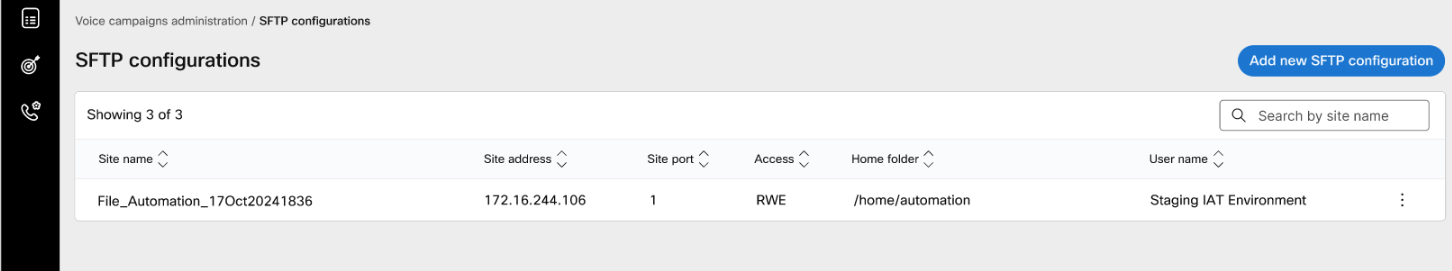 Voice campaigns administration / SFTP configurations
SFTP configurations
Add new SFTP configuration
Showing 3 of 3
Search by site name
Site name Site address Site port Access Home folder User name
File_Automation_17Oct20241836 172.16.244.106 1 RWE /home/automation Staging IAT Environment